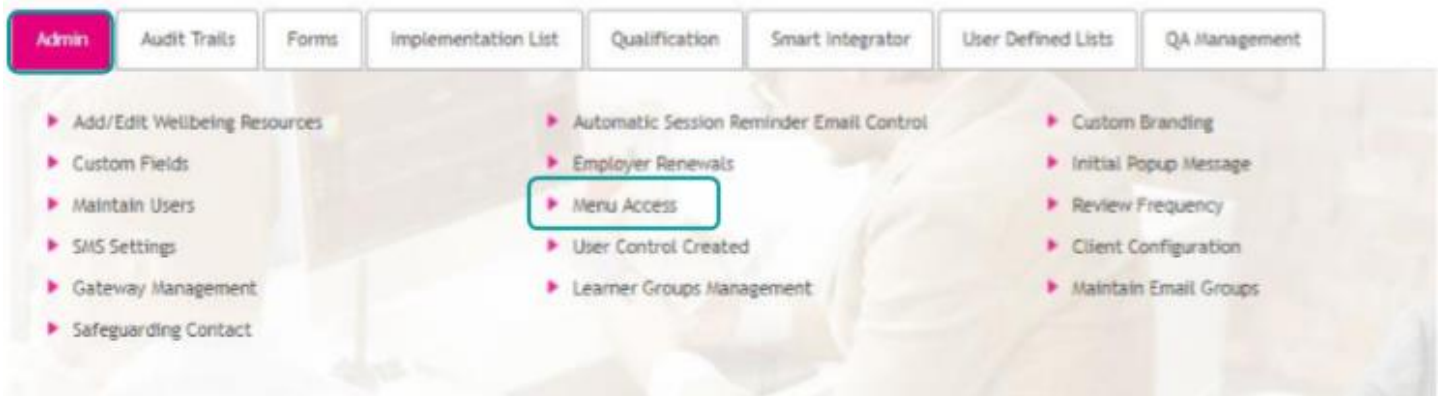 Admin Audit Trails Forms Implementation List Qualification Smart Integrator User Defined Lists QA Management
Add/Edit Wellbeing Resources Automatic Session Reminder Email Control Custom Branding
Custom Fields Employer Renewals Initial Popup Message
Maintain Users Menu Access Review Frequency
SMS Settings User Control Created Client Configuration
Gateway Management Learner Groups Management Maintain Email Groups
Safeguarding Contact